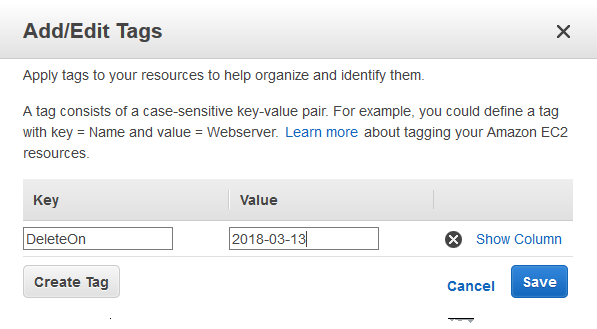 Add/Edit Tags
Apply tags to your resources to help organize and identify them.
A tag consists of a case-sensitive key-value pair. For example, you could define a tag
with key = Name and value = Webserver. Learn more about tagging your Amazon EC2
resources.
Key Value
DeleteOn 2018-03-13 Show Column
Create Tag Cancel Save